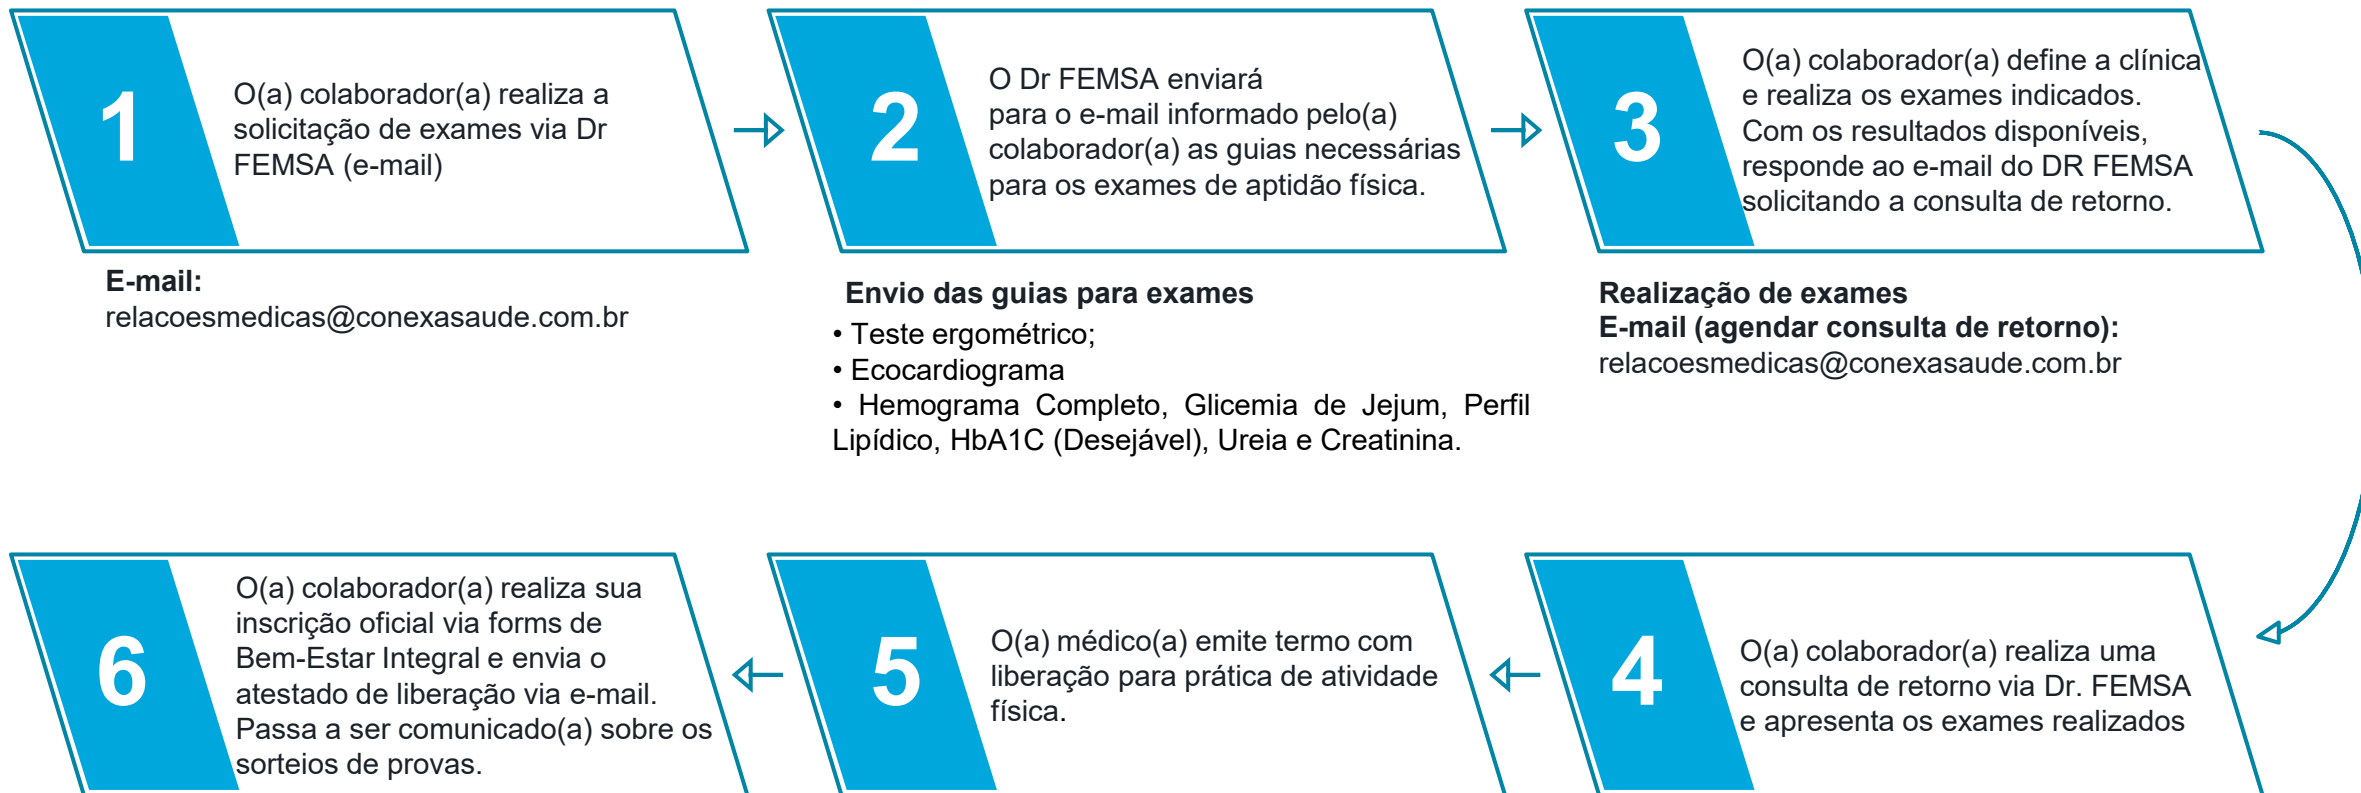 1
O(a) colaborador(a) realiza a
solicitação de exames via Dr
FEMSA (e-mail)
E-mail:
relacoesmedicas@conexasaude.com.br
2
O Dr FEMSA enviará
para o e-mail informado pelo(a)
colaborador(a) as guias necessárias
para os exames de aptidão física.
Envio das guias para exames
• Teste ergométrico;
• Ecocardiograma
• Hemograma Completo, Glicemia de Jejum, Perfil
Lipídico, HbA1C (Desejável), Ureia e Creatinina.
3
O(a) colaborador(a) define a clínica
e realiza os exames indicados.
Com os resultados disponíveis,
responde ao e-mail do DR FEMSA
solicitando a consulta de retorno.
Realização de exames
E-mail (agendar consulta de retorno):
relacoesmedicas@conexasaude.com.br
4
O(a) colaborador(a) realiza uma
consulta de retorno via Dr. FEMSA
e apresenta os exames realizados
5
O(a) médico(a) emite termo com
liberação para prática de atividade
física.
6
O(a) colaborador(a) realiza sua
inscrição oficial via forms de
Bem-Estar Integral e envia o
atestado de liberação via e-mail.
Passa a ser comunicado(a) sobre os
sorteios de provas.